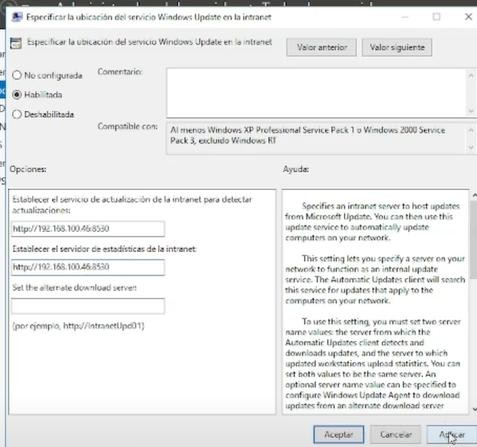 Especificar la ubicación del servicio Windows Update en la intranet
Especificar la ubicación del servicio Windows Update en la intranet
Valor anterior
Valor siguiente
No configurada
Habilitada
Deshabilitada
Comentario:
Compatible con:
Al menos Windows XP Professional Service Pack 1 o Windows 2000 Service
Pack 3, excluido Windows RT
Opciones:
Ayuda:
Establecer el servicio de actualización de la intranet para detectar
actualizaciones:
http://192.168.100.46:8530
Establecer el servidor de estadísticas de la intranet:
http://192.168.100.46:8530
Set the alternate download server:
(por ejemplo, http://IntranetUpd01)
Specifies an intranet server to host updates
from Microsoft Update. You can then use this
update service to automatically update
computers on your network.
This setting lets you specify a server on your
network to function as an internal update
service. The Automatic Updates client will search
this service for updates that apply to the
computers on your network.
To use this setting, you must set two server
name values: the server from which the
Automatic Updates client detects and
downloads updates, and the server to which
updated workstations upload statistics. You can
set both values to be the same server. An
optional server name value can be specified to
configure Windows Update Agent to download
updates from an alternate download server
Aceptar
Cancelar
Aplicar